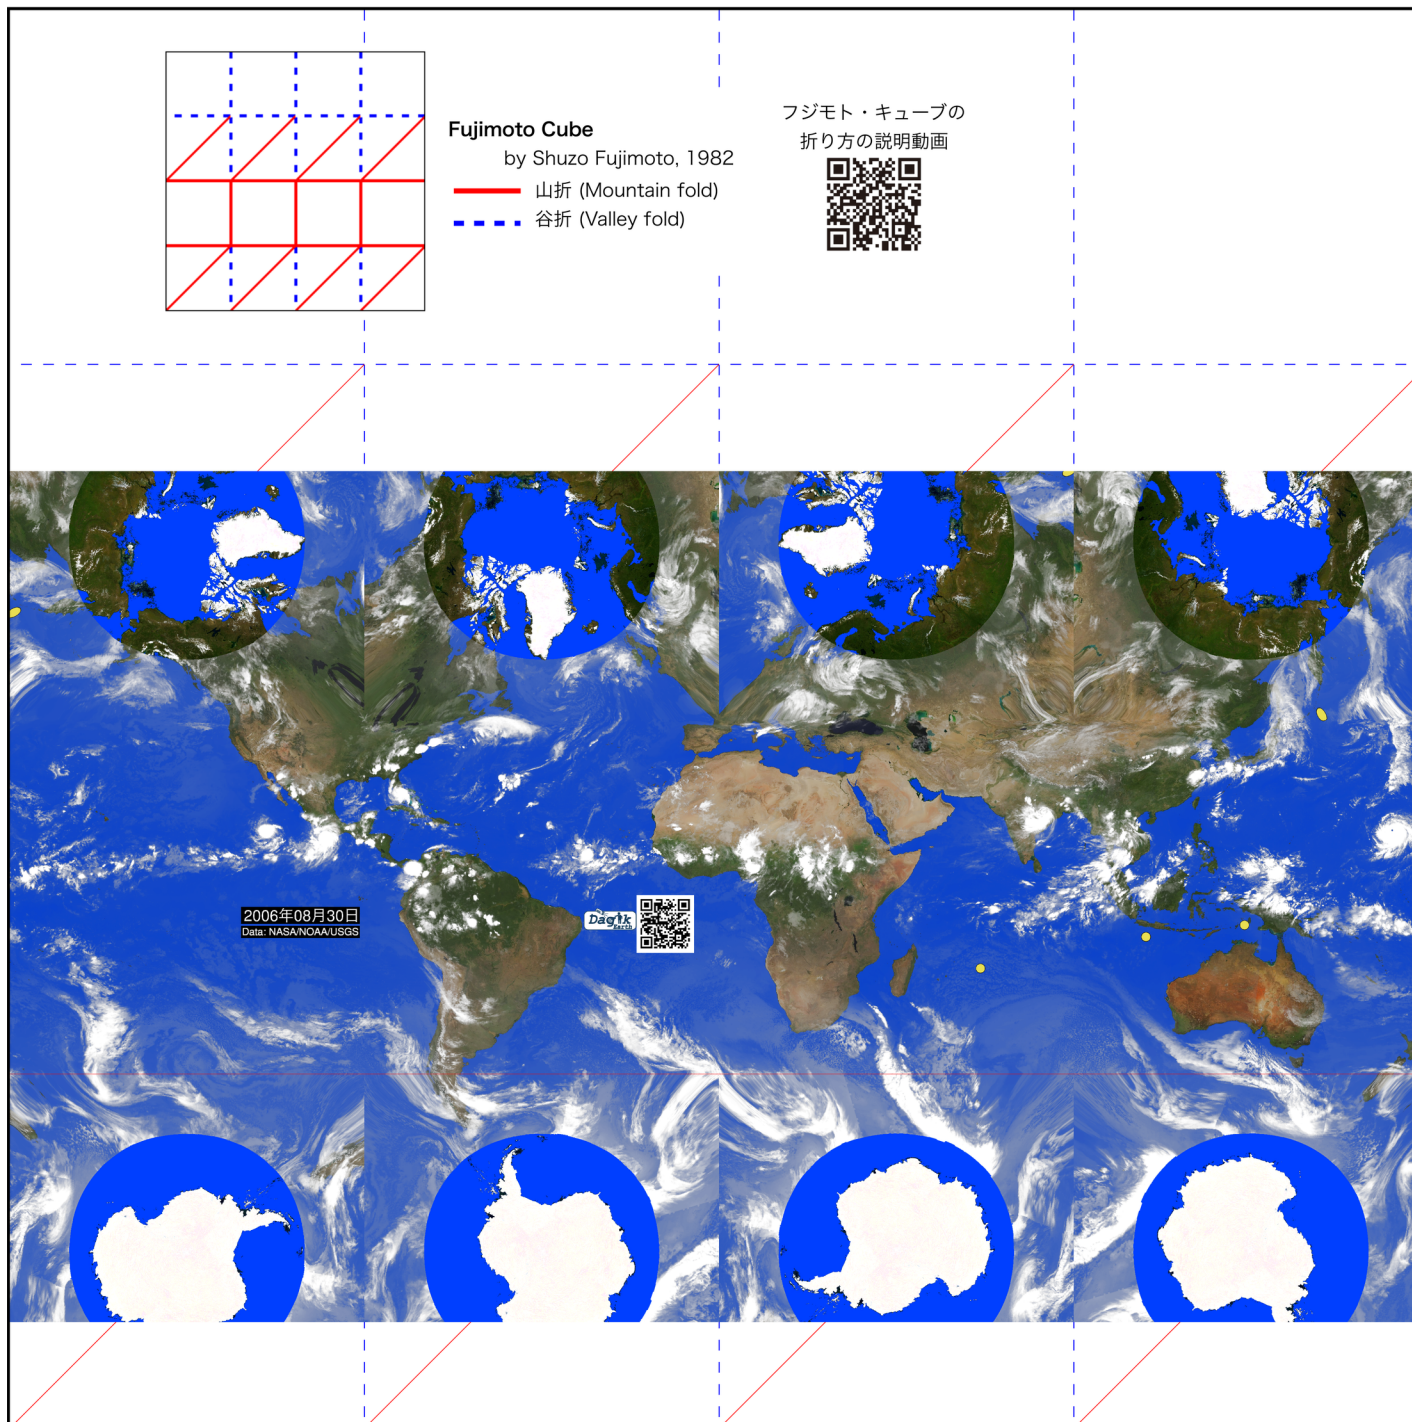 Fujimoto Cube
by Shuzo Fujimoto, 1982
山折 (Mountain fold)
谷折 (Valley fold)
フジモト・キューブの
折り方の説明動画
2006年08月30日
Data: NASA/NOAA/USGS
Dagik
Earth